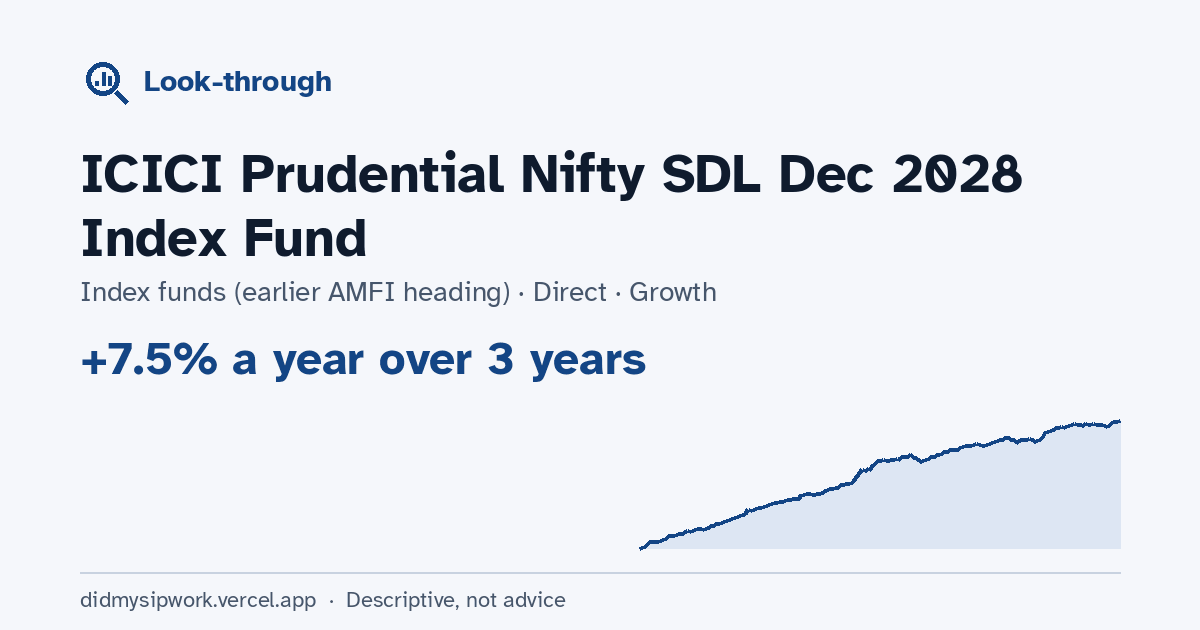 Look-through
ICICI Prudential Nifty SDL Dec 2028
Index Fund
Index funds (earlier AMFI heading) · Direct · Growth
+7.5% a year over 3 years
didmysipwork.vercel.app · Descriptive, not advice